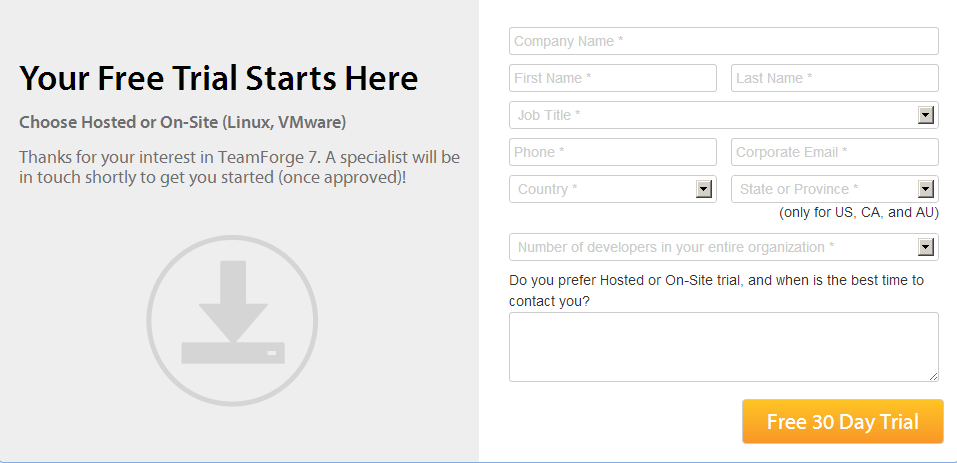 Your Free Trial Starts Here
Choose Hosted or On-Site (Linux, VMware)
Thanks for your interest in TeamForge 7. A specialist will be
in touch shortly to get you started (once approved)!
Company Name *
First Name *
Last Name *
Job Title *
Phone *
Corporate Email *
Country *
State or Province *
(only for US, CA, and AU)
Number of developers in your entire organization *
Do you prefer Hosted or On-Site trial, and when is the best time to
contact you?
Free 30 Day Trial